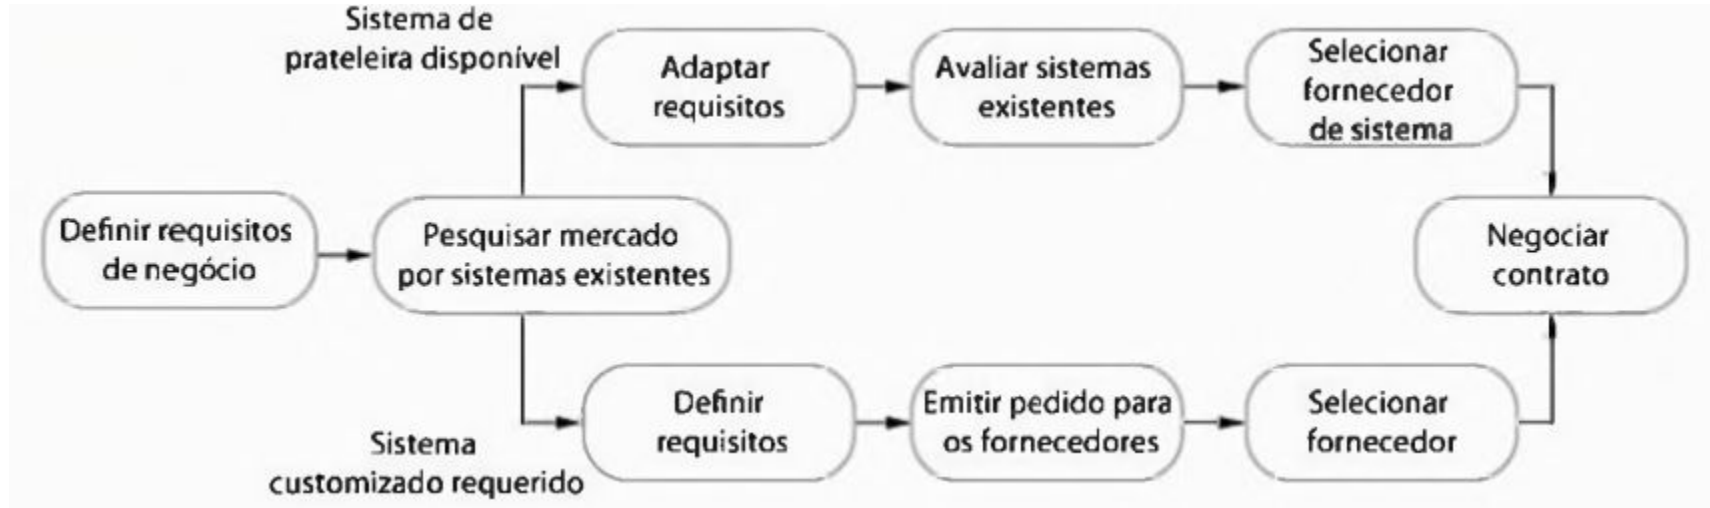 Sistema de
prateleira disponível
Adaptar
requisitos
Avaliar sistemas
existentes
Selecionar
fornecedor
de sistema
Definir requisitos
de negócio
Pesquisar mercado
por sistemas existentes
Negociar
contrato
Sistema
customizado requerido
Definir
requisitos
Emitir pedido para
os fornecedores
Selecionar
fornecedor